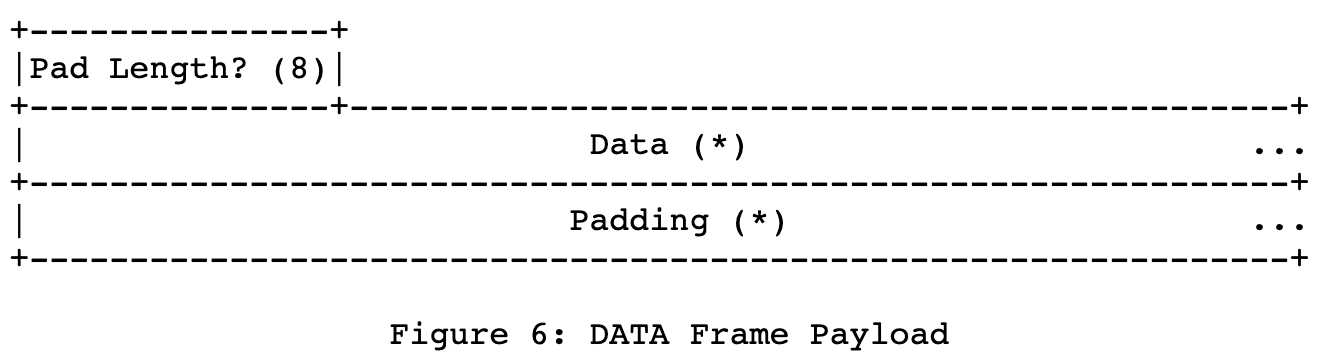 +---------------+
|Pad Length? (8)|
+---------------+-----------------------------------------------+
|                            Data (*)                         ...
+---------------------------------------------------------------+
|                           Padding (*)                       ...
+---------------------------------------------------------------+
Figure 6: DATA Frame Payload